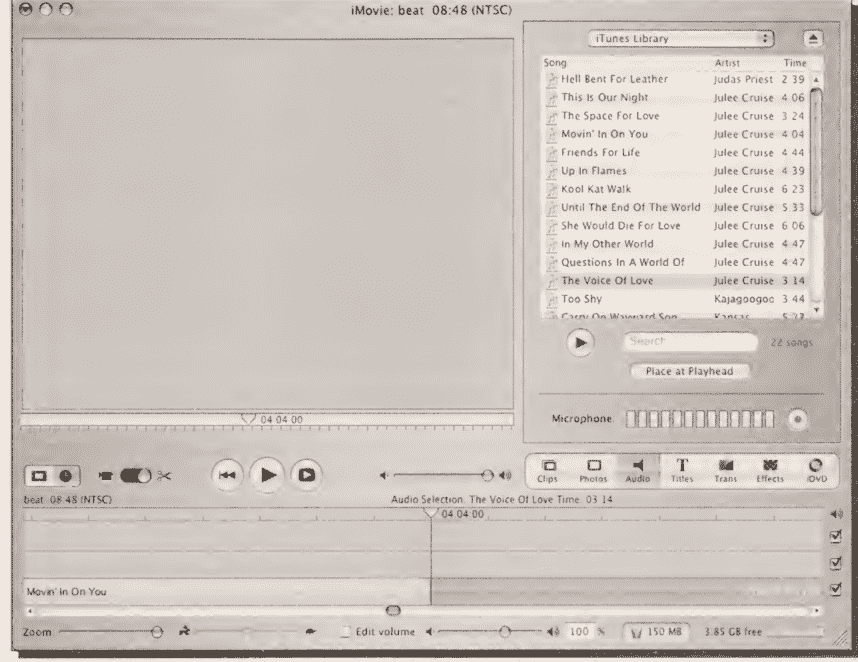 iMovie: beat 08:48 (NTSC)
iTunes Library
Song Artist Time
Hell Bent For Leather Judas Priest 2 39
This Is Our Night Julee Cruise 4 06
The Space For Love Julee Cruise 3 24
Movin' In On You Julee Cruise 4 04
Friends For Life Julee Cruise 4 44
Up In Flames Julee Cruise 4 39
Kool Kat Walk Julee Cruise 6 23
Until The End Of The World Julee Cruise 5 33
She Would Die For Love Julee Cruise 6 06
In My Other World Julee Cruise 4 47
Questions In A World Of Julee Cruise 4 47
The Voice Of Love Julee Cruise 3 14
Too Shy Kajagoogoo 3 44
Carry On Wayward Son Kansas
Search 22 songs
Place at Playhead
04 04 00
Microphone
Clips Photos Audio Titles Trans Effects iDVD
beat 08 48 (NTSC) Audio Selection. The Voice Of Love Time. 03 14
04 04 00
Movin' In On You
Zoom Edit volume 100 % 150 MB 3.85 GB free